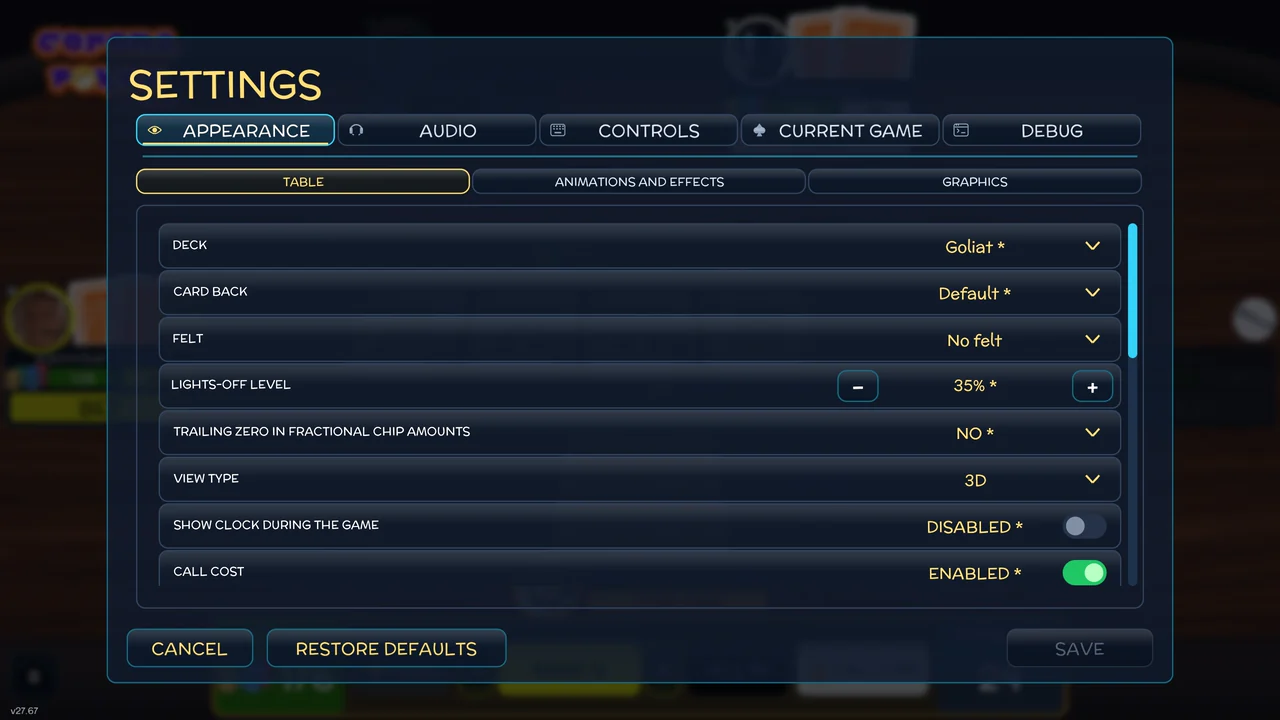 SETTINGS
APPEARANCE
AUDIO
CONTROLS
CURRENT GAME
DEBUG
TABLE
ANIMATIONS AND EFFECTS
GRAPHICS
DECK
Goliat *
CARD BACK
Default *
FELT
No felt
LIGHTS-OFF LEVEL
- 35% * +
TRAILING ZERO IN FRACTIONAL CHIP AMOUNTS
NO *
VIEW TYPE
3D
SHOW CLOCK DURING THE GAME
DISABLED *
CALL COST
ENABLED *
CANCEL
RESTORE DEFAULTS
SAVE
v27.67